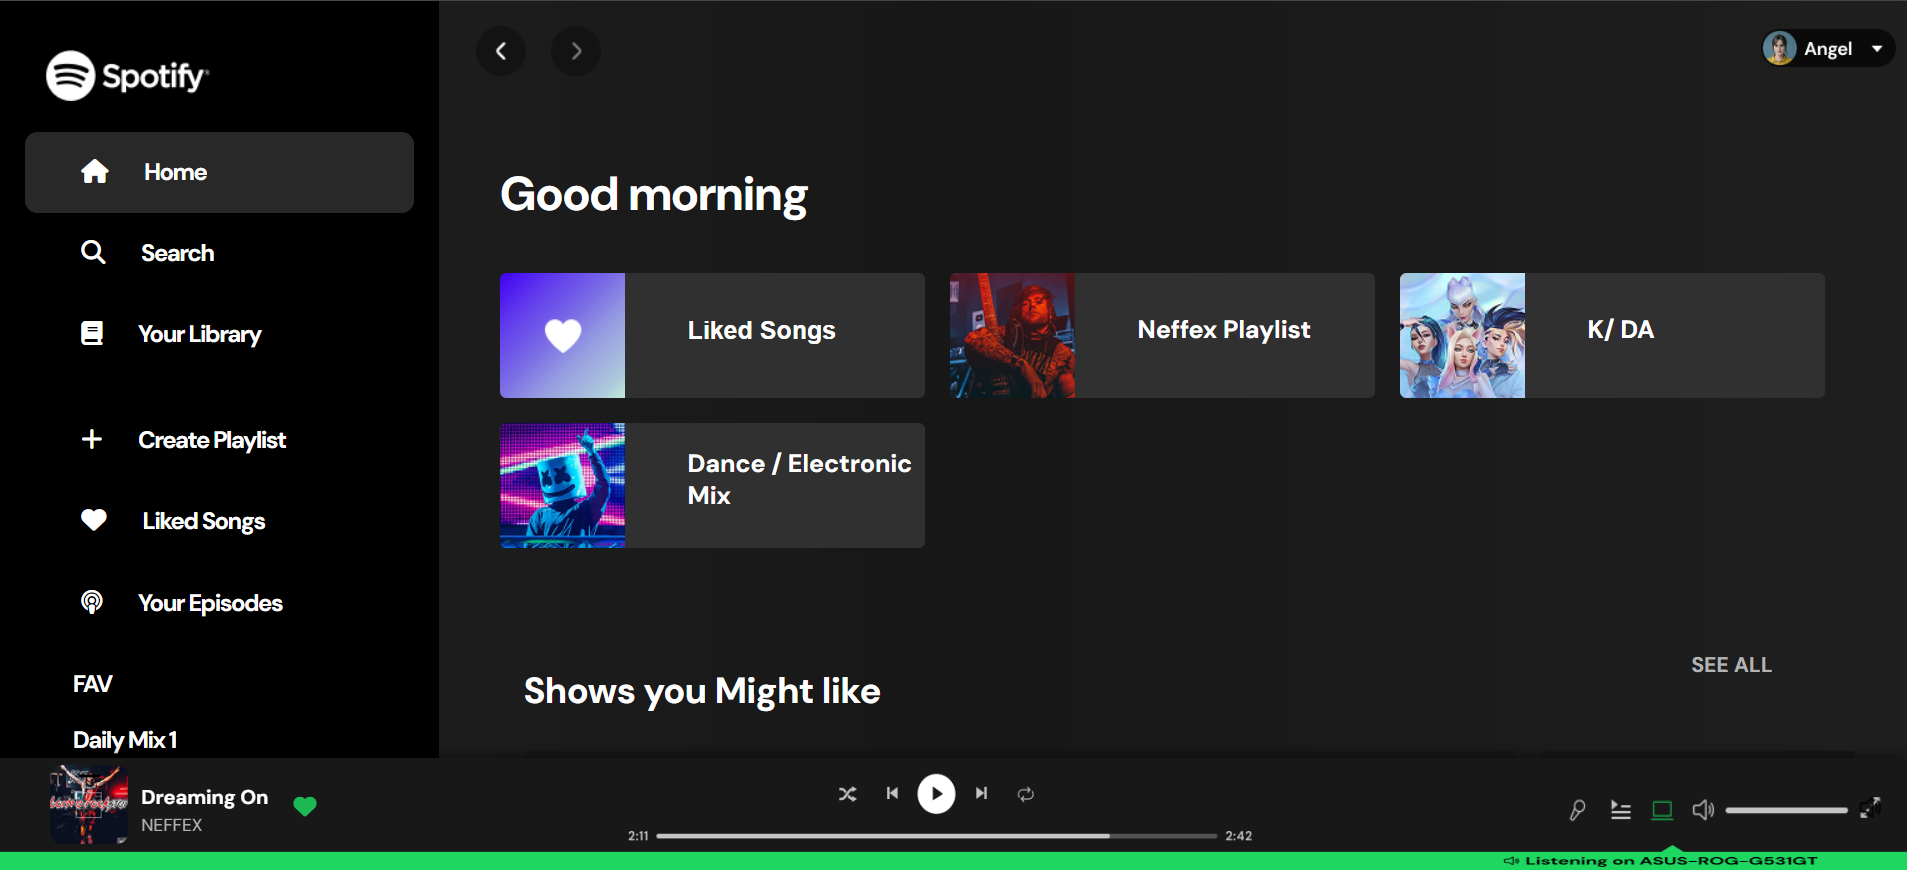 Spotify
Home
Search
Your Library
Create Playlist
Liked Songs
Your Episodes
FAV
Daily Mix 1
Angel
Good morning
Liked Songs
Neffex Playlist
K/ DA
Dance / Electronic
Mix
SEE ALL
Shows you Might like
Dreaming On
NEFFEX
2:11
2:42
Listening on ASUS-ROG-G531GT